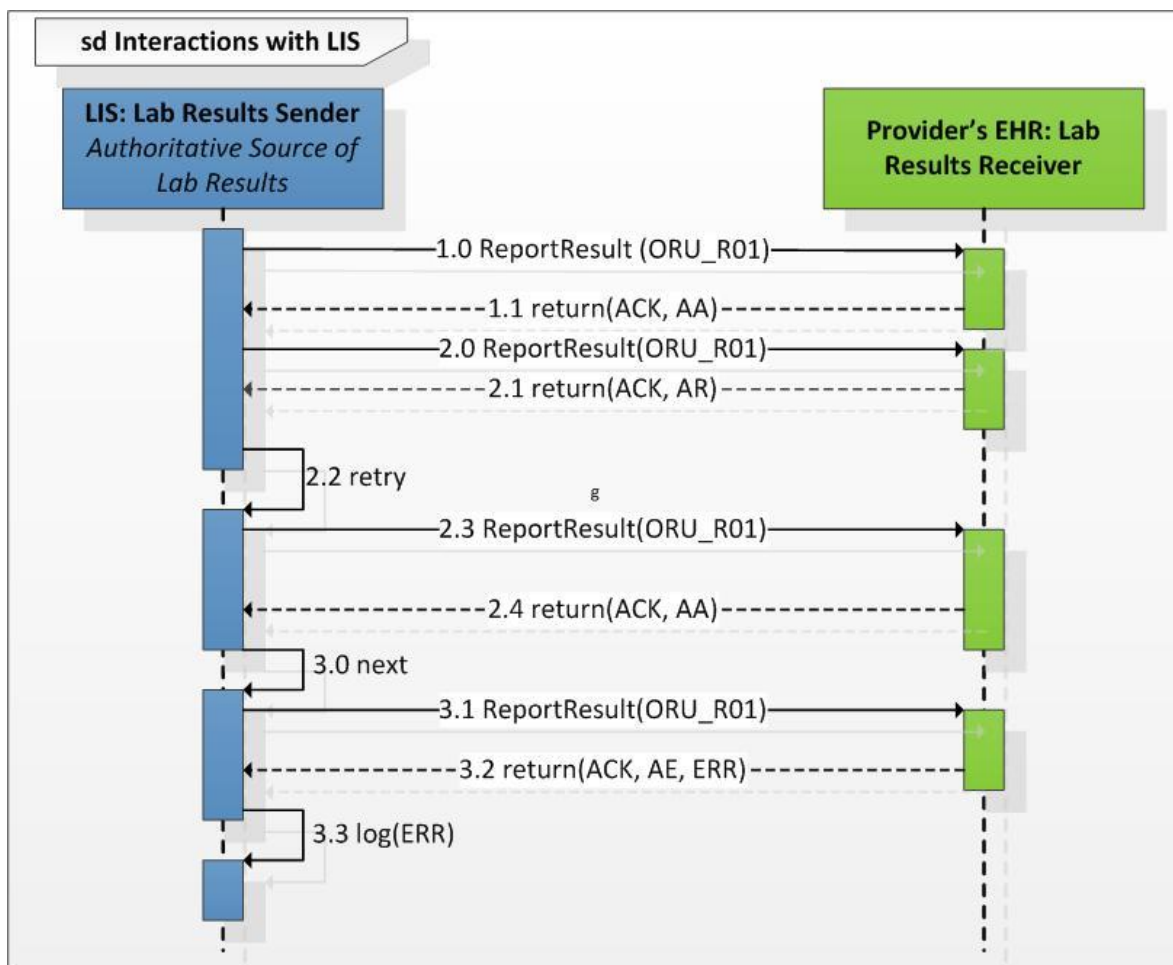 sd Interactions with LIS
LIS: Lab Results Sender
Authoritative Source of
Lab Results
Provider’s EHR: Lab
Results Receiver
1.0 ReportResult (ORU_R01)
1.1 return(ACK, AA)
2.0 ReportResult(ORU_R01)
2.1 return(ACK, AR)
2.2 retry
g
2.3 ReportResult(ORU_R01)
2.4 return(ACK, AA)
3.0 next
3.1 ReportResult(ORU_R01)
3.2 return(ACK, AE, ERR)
3.3 log(ERR)